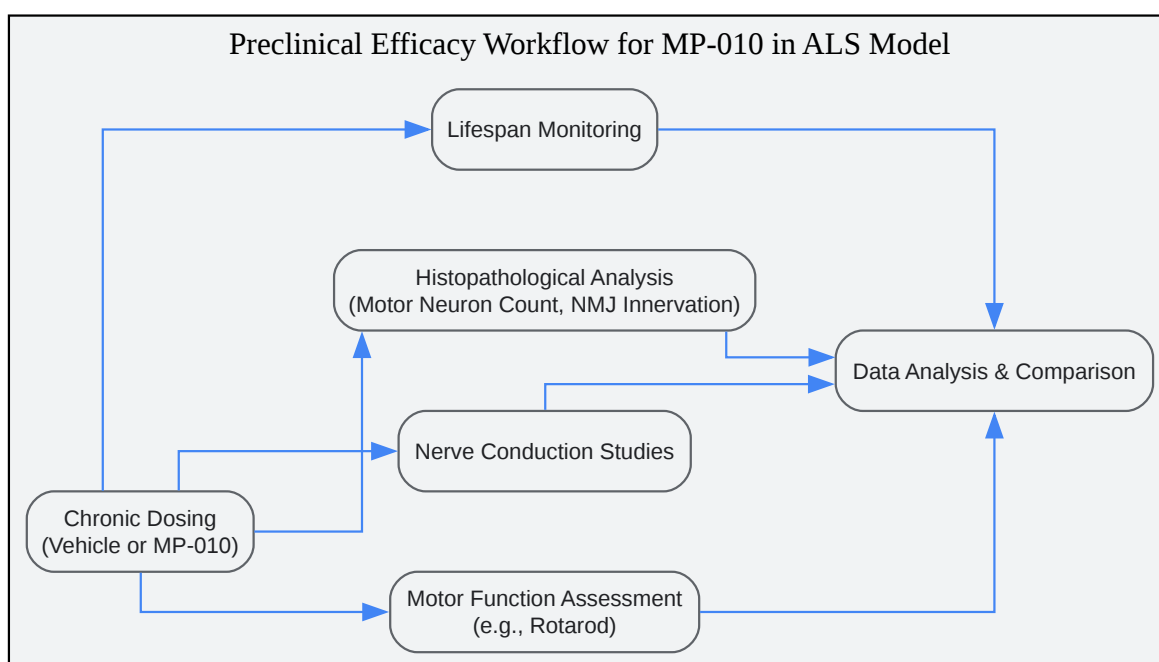 Preclinical Efficacy Workflow for MP-010 in ALS Model
Lifespan Monitoring
Histopathological Analysis
(Motor Neuron Count, NMJ Innervation)
Data Analysis & Comparison
Nerve Conduction Studies
Chronic Dosing
(Vehicle or MP-010)
Motor Function Assessment
(e.g., Rotarod)